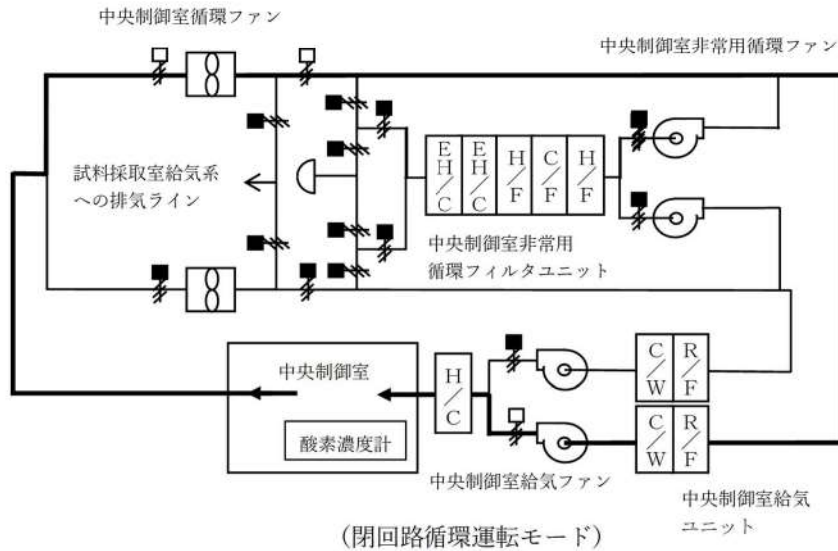 中央制御室循環ファン
中央制御室非常用循環ファン
試料採取室給気系
への排気ライン
EH/C
EH/C
H/F
C/F
H/F
中央制御室非常用
循環フィルタユニット
中央制御室
酸素濃度計
H/C
C/W
R/F
C/W
R/F
中央制御室給気ファン
中央制御室給気
ユニット
(閉回路循環運転モード)